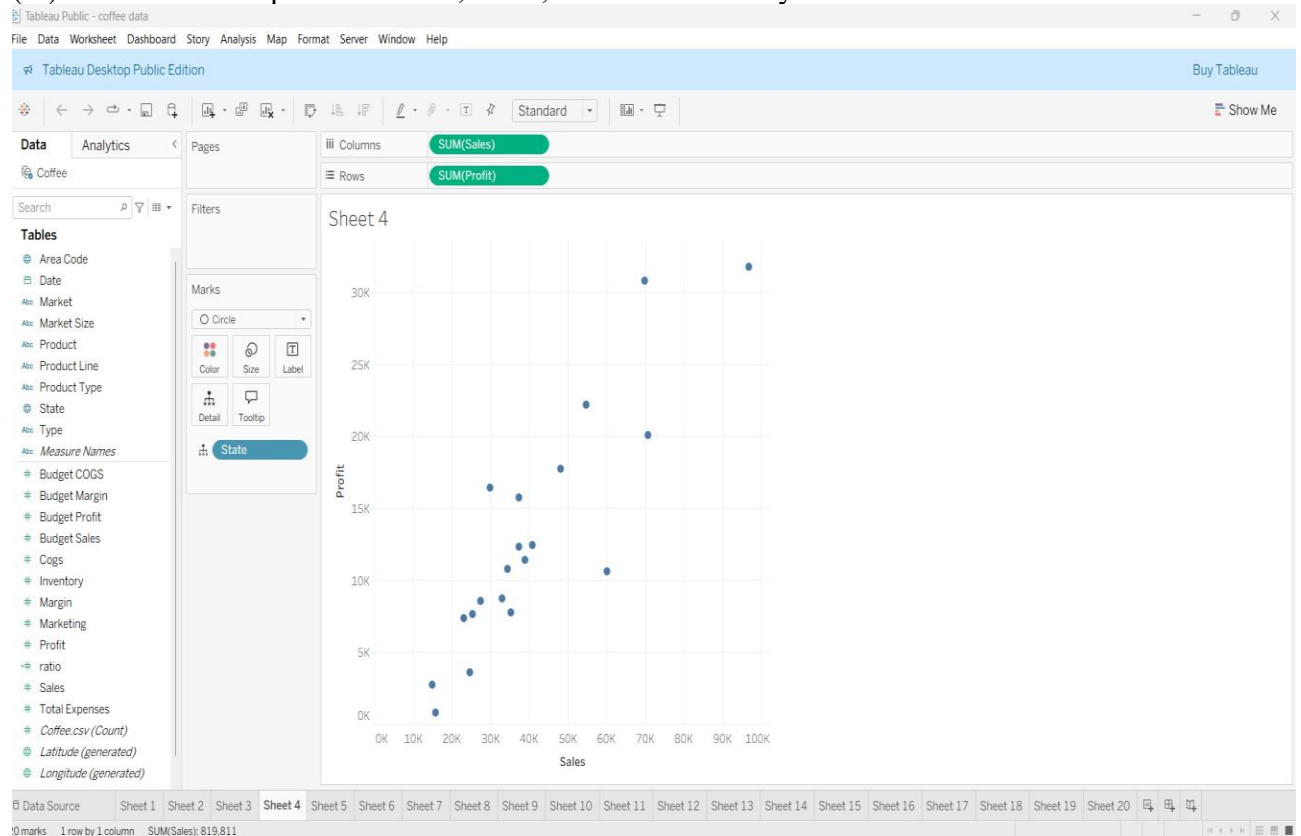 Tableau Public - coffee data
File Data Worksheet Dashboard Story Analysis Map Format Server Window Help
Tableau Desktop Public Edition Buy Tableau
Standard Show Me
Data Analytics Pages Columns SUM(Sales)
Coffee Rows SUM(Profit)
Search Filters Sheet 4
Tables
Area Code
Date
Abc Market
Abc Market Size
Abc Product
Abc Product Line
Abc Product Type
State
Abc Type
Abc Measure Names
# Budget COGS
# Budget Margin
# Budget Profit
# Budget Sales
# Cogs
# Inventory
# Margin
# Marketing
# Profit
=# ratio
# Sales
# Total Expenses
# Coffee.csv (Count)
Latitude (generated)
Longitude (generated)
Marks
Circle
Color Size Label
Detail Tooltip
State
30K
25K
20K
15K
10K
5K
0K
Profit
0K 10K 20K 30K 40K 50K 60K 70K 80K 90K 100K
Sales
Data Source Sheet 1 Sheet 2 Sheet 3 Sheet 4 Sheet 5 Sheet 6 Sheet 7 Sheet 8 Sheet 9 Sheet 10 Sheet 11 Sheet 12 Sheet 13 Sheet 14 Sheet 15 Sheet 16 Sheet 17 Sheet 18 Sheet 19 Sheet 20
0 marks 1 row by 1 column SUM(Sales): 819,811